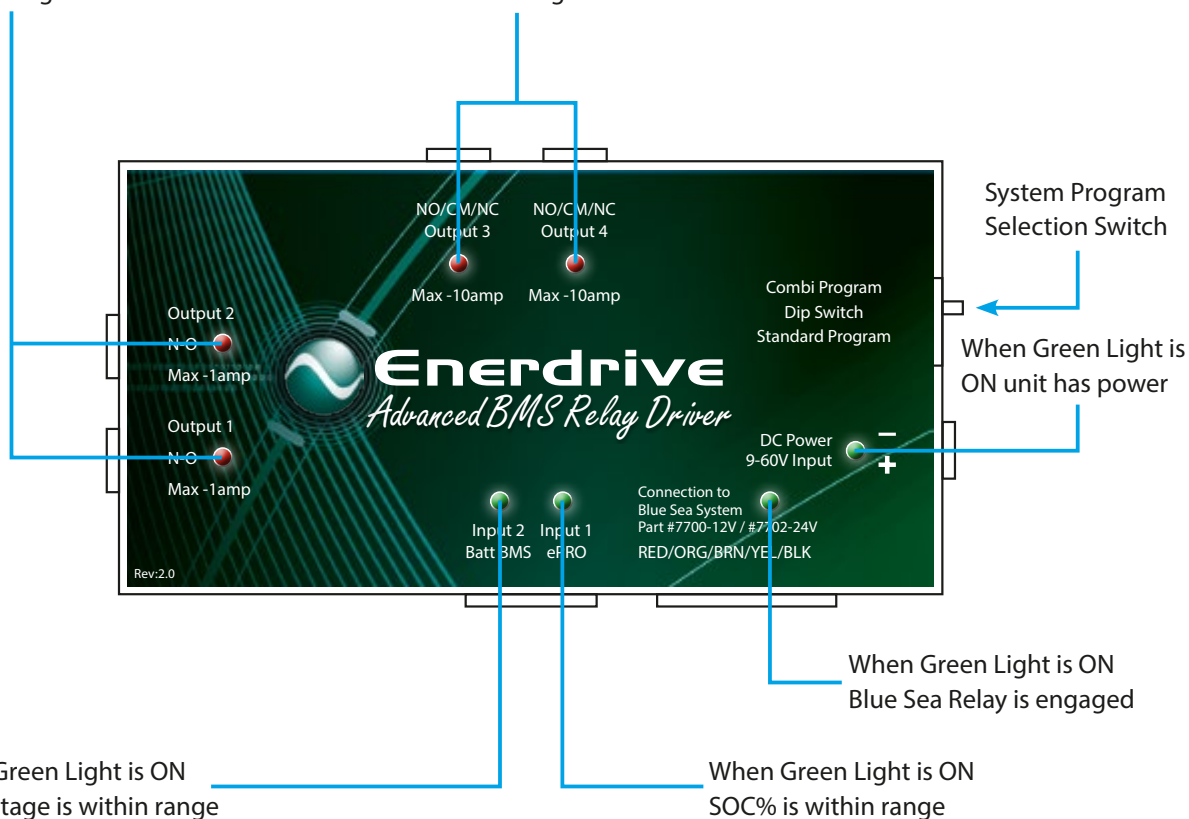 NO/CM/NC
Output 3
Max -10amp
NO/CM/NC
Output 4
Max -10amp
System Program
Selection Switch
Combi Program
Dip Switch
Standard Program
Output 2
N-O
Max -1amp
When Green Light is
ON unit has power
Enerdrive
Advanced BMS Relay Driver
Output 1
N-O
Max -1amp
DC Power
9-60V Input
− +
Input 2
Batt BMS
Input 1
ePRO
Connection to
Blue Sea System
Part #7700-12V / #7702-24V
RED/ORG/BRN/YEL/BLK
Rev:2.0
When Green Light is ON
Blue Sea Relay is engaged
Green Light is ON
tage is within range
When Green Light is ON
SOC% is within range